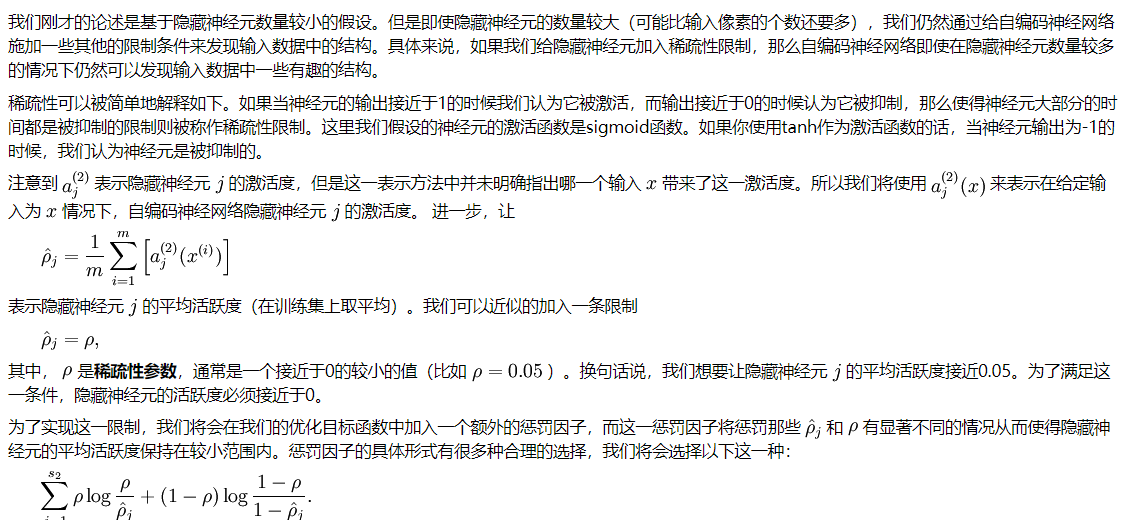 我们刚才的论述是基于隐藏神经元数量较小的假设。但是即使隐藏神经元的数量较大（可能比输入像素的个数还要多），我们仍然通过给自编码神经网络
施加一些其他的限制条件来发现输入数据中的结构。具体来说，如果我们给隐藏神经元加入稀疏性限制，那么自编码神经网络即使在隐藏神经元数量较多
的情况下仍然可以发现输入数据中一些有趣的结构。
稀疏性可以被简单地解释如下。如果当神经元的输出接近于1的时候我们认为它被激活，而输出接近于0的时候认为它被抑制，那么使得神经元大部分的时
间都是被抑制的限制则被称作稀疏性限制。这里我们假设的神经元的激活函数是sigmoid函数。如果你使用tanh作为激活函数的话，当神经元输出为-1的
时候，我们认为神经元是被抑制的。
注意到 $a_j^{(2)}$ 表示隐藏神经元 $j$ 的激活度，但是这一表示方法中并未明确指出哪一个输入 $x$ 带来了这一激活度。所以我们将使用 $a_j^{(2)}(x)$ 来表示在给定输
入为 $x$ 情况下，自编码神经网络隐藏神经元 $j$ 的激活度。 进一步，让
$\hat{\rho}_j = \frac{1}{m} \sum_{i=1}^{m} \left[ a_j^{(2)}(x^{(i)}) \right]$
表示隐藏神经元 $j$ 的平均活跃度（在训练集上取平均）。我们可以近似的加入一条限制
$\hat{\rho}_j = \rho,$
其中， $\rho$ 是稀疏性参数，通常是一个接近于0的较小的值（比如 $\rho = 0.05$ ）。换句话说，我们想要让隐藏神经元 $j$ 的平均活跃度接近0.05。为了满足这
一条件，隐藏神经元的活跃度必须接近于0。
为了实现这一限制，我们将会在我们的优化目标函数中加入一个额外的惩罚因子，而这一惩罚因子将惩罚那些 $\hat{\rho}_j$ 和 $\rho$ 有显著不同的情况从而使得隐藏神
经元的平均活跃度保持在较小范围内。惩罚因子的具体形式有很多种合理的选择，我们将会选择以下这一种：
$\sum_{j=1}^{s_2} \rho \log \frac{\rho}{\hat{\rho}_j} + (1 - \rho) \log \frac{1 - \rho}{1 - \hat{\rho}_j}.$